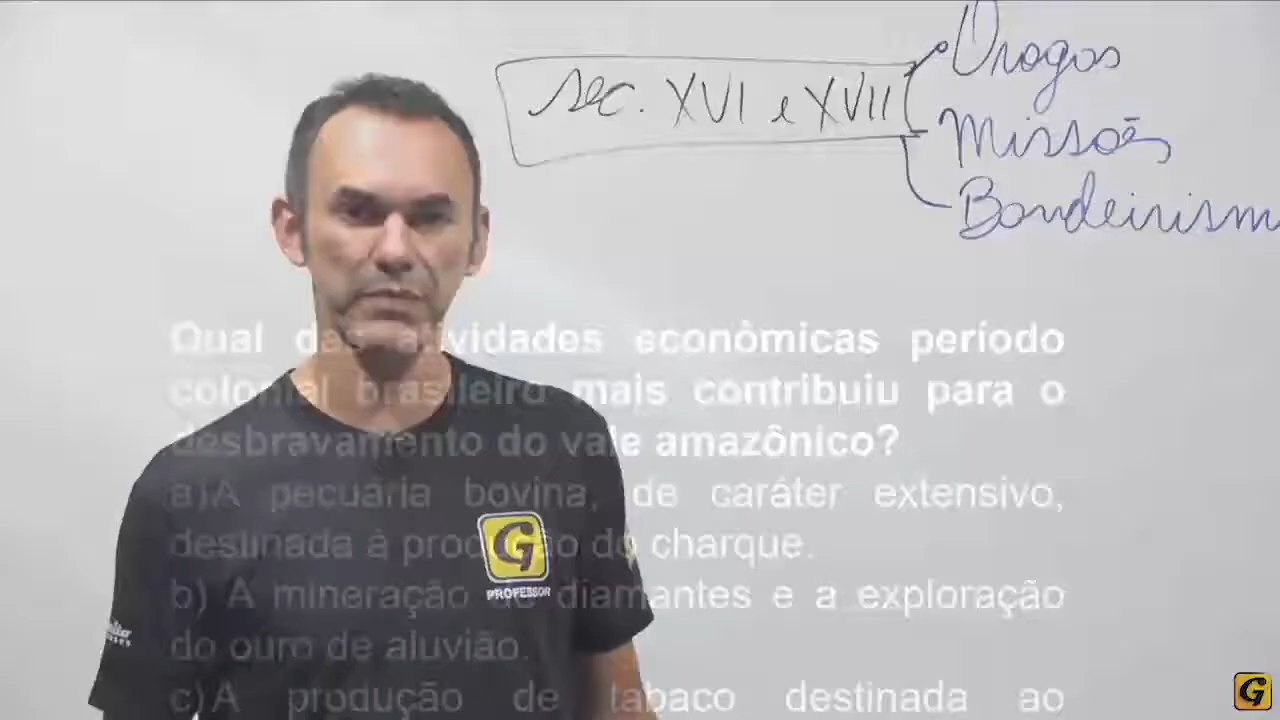 Drogas
sec. XVI e XVII
Missões
Bandeirism
Qual das atividades econômicas período
colonial brasileiro mais contribuiu para o
desbravamento do vale amazônico?
a)A pecuária bovina, de caráter extensivo,
destinada à produção do charque.
b) A mineração de diamantes e a exploração
do ouro de aluvião.
c)A produção de tabaco destinada ao
G
PROFESSOR
G